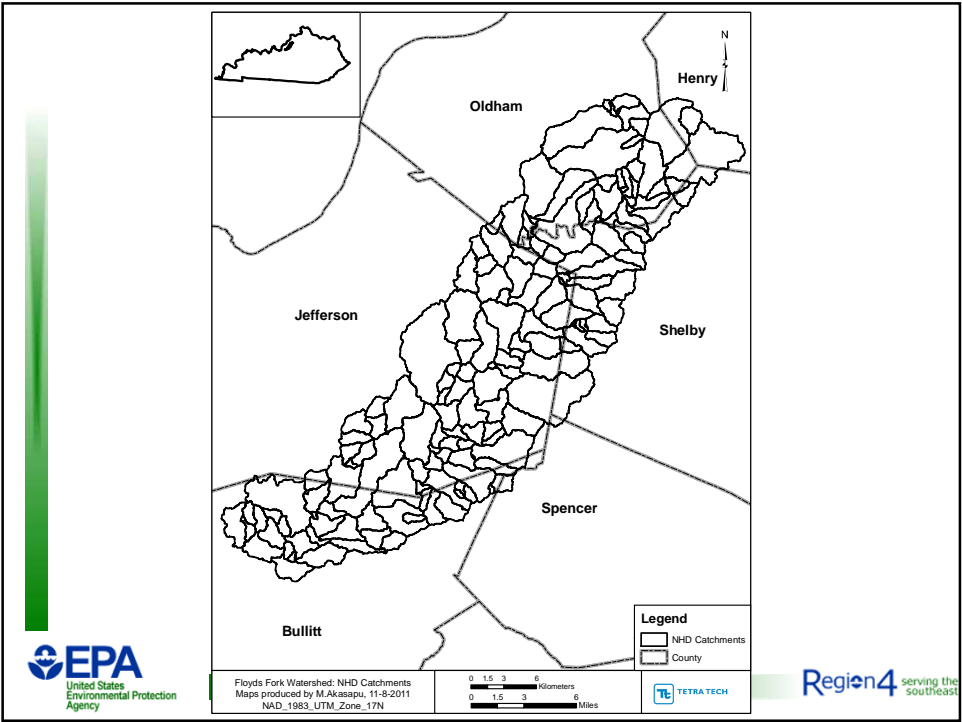 N
Henry
Oldham
Jefferson
Shelby
Spencer
Bullitt
Legend
NHD Catchments
County
Floyds Fork Watershed: NHD Catchments
Maps produced by M.Akasapu, 11-8-2011
NAD_1983_UTM_Zone_17N
0 1.5 3 6
Kilometers
0 1.5 3 6
Miles
Tt TETRA TECH
EPA
United States
Environmental Protection
Agency
Region4 serving the
southeast